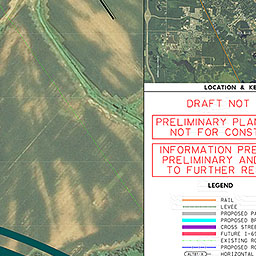 LOCATION & KE
DRAFT NOT
PRELIMINARY PLAN
NOT FOR CONST
INFORMATION PRE
PRELIMINARY AND
TO FURTHER RE
LEGEND
RAIL
LEVEE
PROPOSED PA
PROPOSED BR
CROSS STREE
FUTURE I-6
EXISTING RO
PROPOSED RO
HORIZONTAL